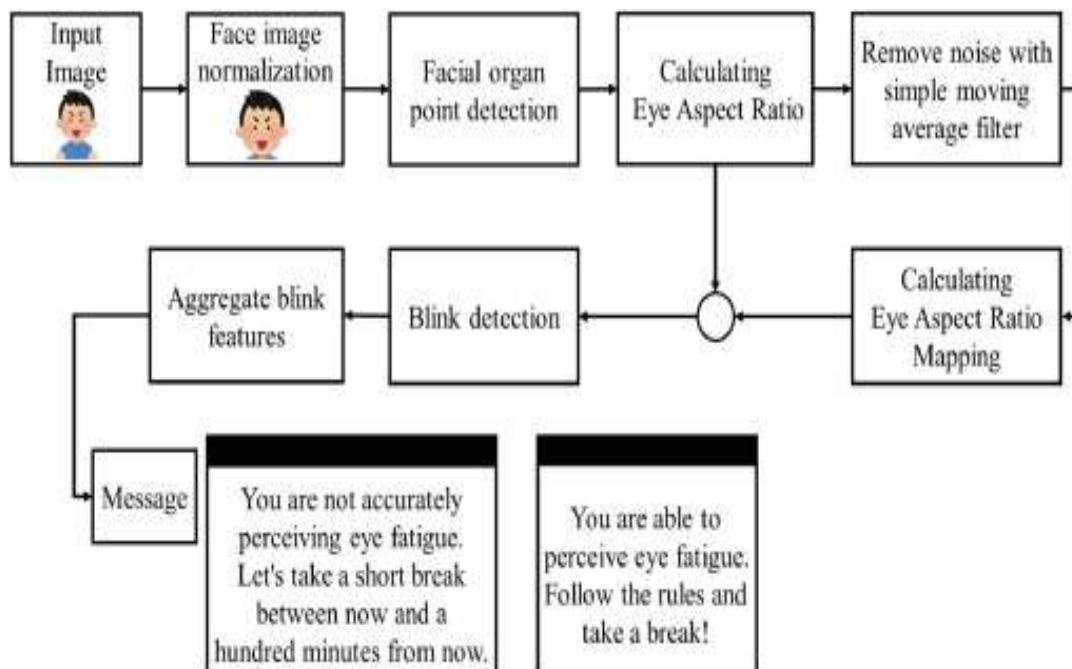 Input
Image
Face image
normalization
Facial organ
point detection
Calculating
Eye Aspect Ratio
Remove noise with
simple moving
average filter
Aggregate blink
features
Blink detection
Calculating
Eye Aspect Ratio
Mapping
Message
You are not accurately
perceiving eye fatigue.
Let's take a short break
between now and a
hundred minutes from now.
You are able to
perceive eye fatigue.
Follow the rules and
take a break!